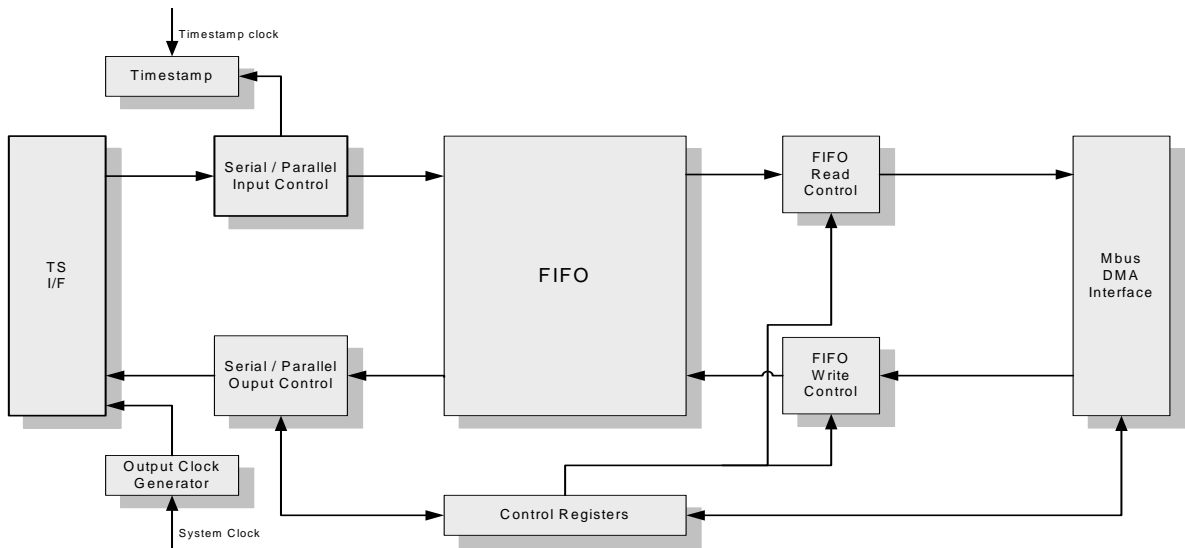 Timestamp clock
Timestamp
Serial / Parallel
Input Control
FIFO
Read
Control
TS
I/F
FIFO
Mbus
DMA
Interface
Serial / Parallel
Ouput Control
FIFO
Write
Control
Output Clock
Generator
Control Registers
System Clock